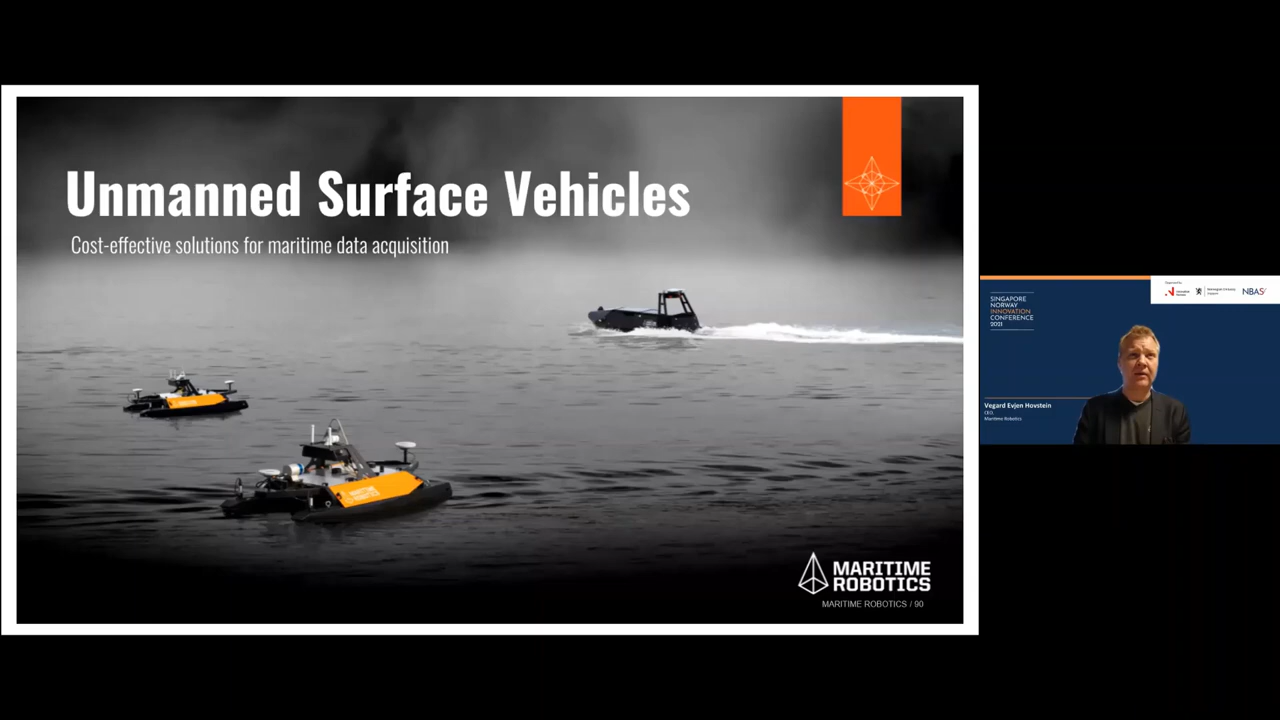 Unmanned Surface Vehicles
Cost-effective solutions for maritime data acquisition
MARITIME
ROBOTICS
MARITIME ROBOTICS / 90
SINGAPORE
NORWAY
INNOVATION
CONFERENCE
2021
NBAS
Vegard Evjen Hovstein
CEO,
Maritime Robotics